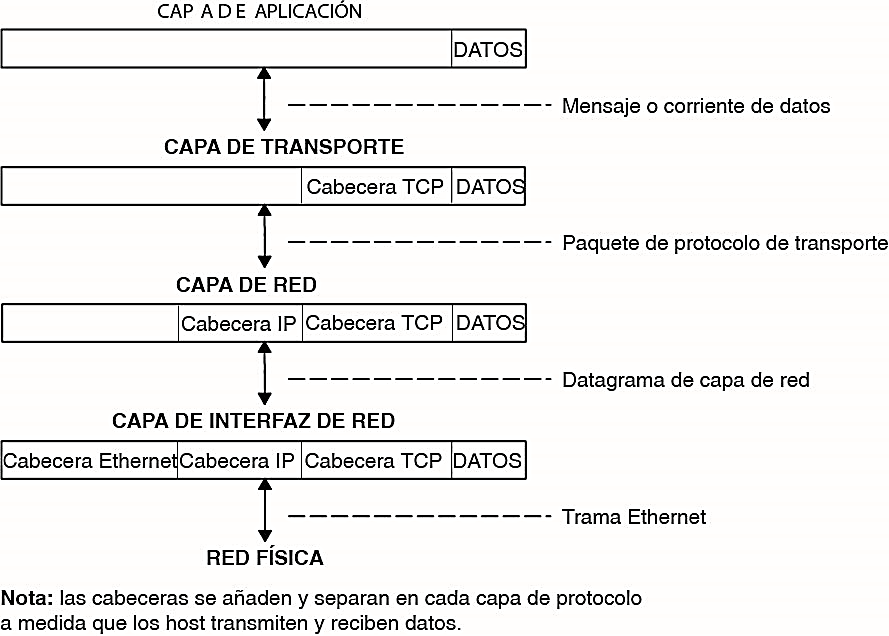 CAP A D E APLICACIÓN
DATOS
Mensaje o corriente de datos
CAPA DE TRANSPORTE
Cabecera TCP DATOS
Paquete de protocolo de transporte
CAPA DE RED
Cabecera IP Cabecera TCP DATOS
Datagrama de capa de red
CAPA DE INTERFAZ DE RED
Cabecera Ethernet Cabecera IP Cabecera TCP DATOS
Trama Ethernet
RED FÍSICA
Nota: las cabeceras se añaden y separan en cada capa de protocolo
a medida que los host transmiten y reciben datos.